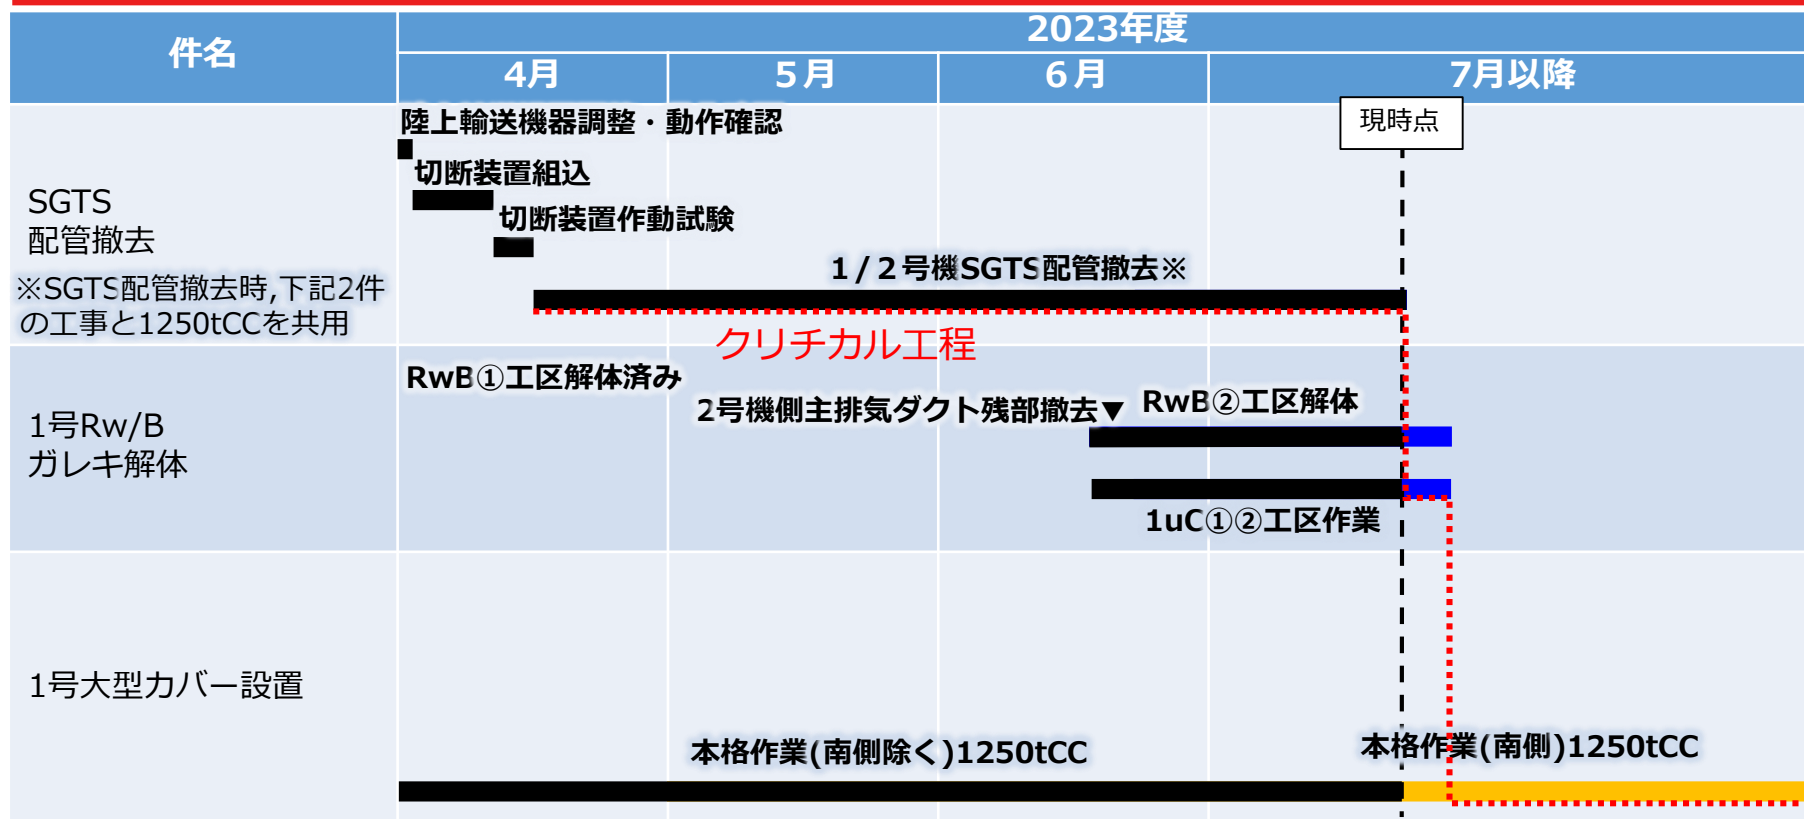 件名
2023年度
4月
5月
6月
7月以降
現時点
SGTS
配管撤去
※SGTS配管撤去時,下記2件
の工事と1250tCCを共用
陸上輸送機器調整・動作確認
切断装置組込
切断装置作動試験
1/2号機SGTS配管撤去※
クリチカル工程
1号Rw/B
ガレキ解体
RwB①工区解体済み
2号機側主排気ダクト残部撤去▼
RwB②工区解体
1uC①②工区作業
1号大型カバー設置
本格作業(南側除く)1250tCC
本格作業(南側)1250tCC